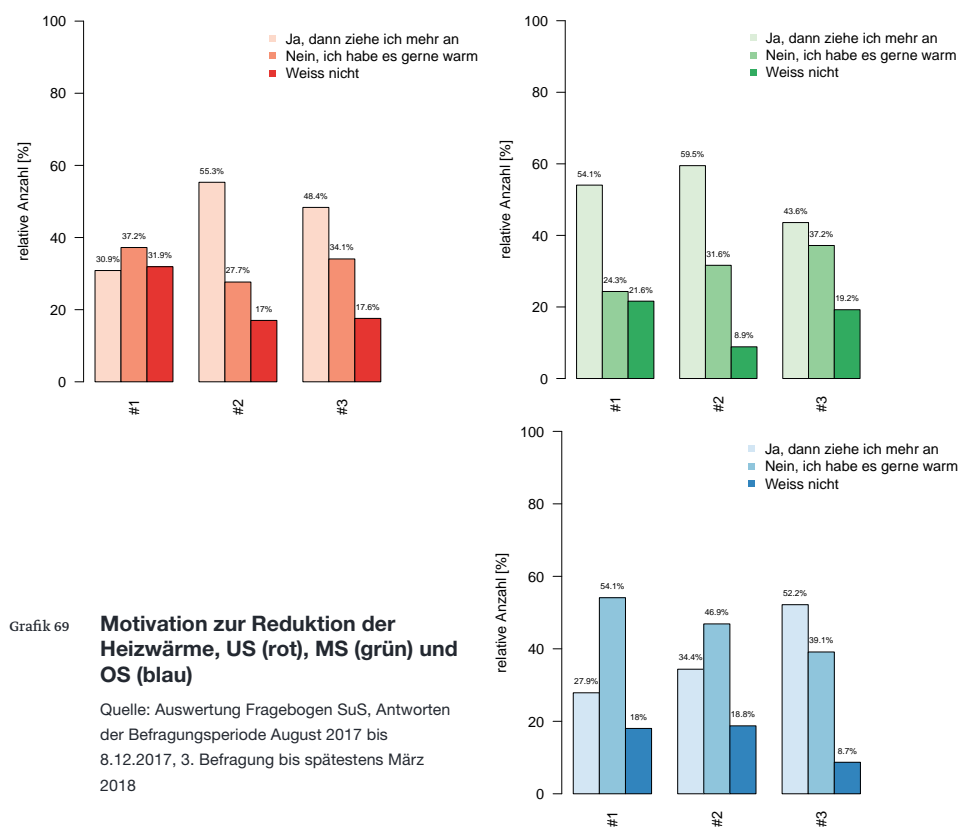 100
80
60
40
20
0
relative Anzahl [%]
Ja, dann ziehe ich mehr an
Nein, ich habe es gerne warm
Weiss nicht
30.9%
37.2%
31.9%
55.3%
27.7%
17%
48.4%
34.1%
17.6%
#1
#2
#3
100
80
60
40
20
0
relative Anzahl [%]
Ja, dann ziehe ich mehr an
Nein, ich habe es gerne warm
Weiss nicht
54.1%
24.3%
21.6%
59.5%
31.6%
8.9%
43.6%
37.2%
19.2%
#1
#2
#3
100
80
60
40
20
0
relative Anzahl [%]
Ja, dann ziehe ich mehr an
Nein, ich habe es gerne warm
Weiss nicht
27.9%
54.1%
18%
34.4%
46.9%
18.8%
52.2%
39.1%
8.7%
#1
#2
#3
Grafik 69
Motivation zur Reduktion der
Heizwärme, US (rot), MS (grün) und
OS (blau)
Quelle: Auswertung Fragebogen SuS, Antworten
der Befragungsperiode August 2017 bis
8.12.2017, 3. Befragung bis spätestens März
2018